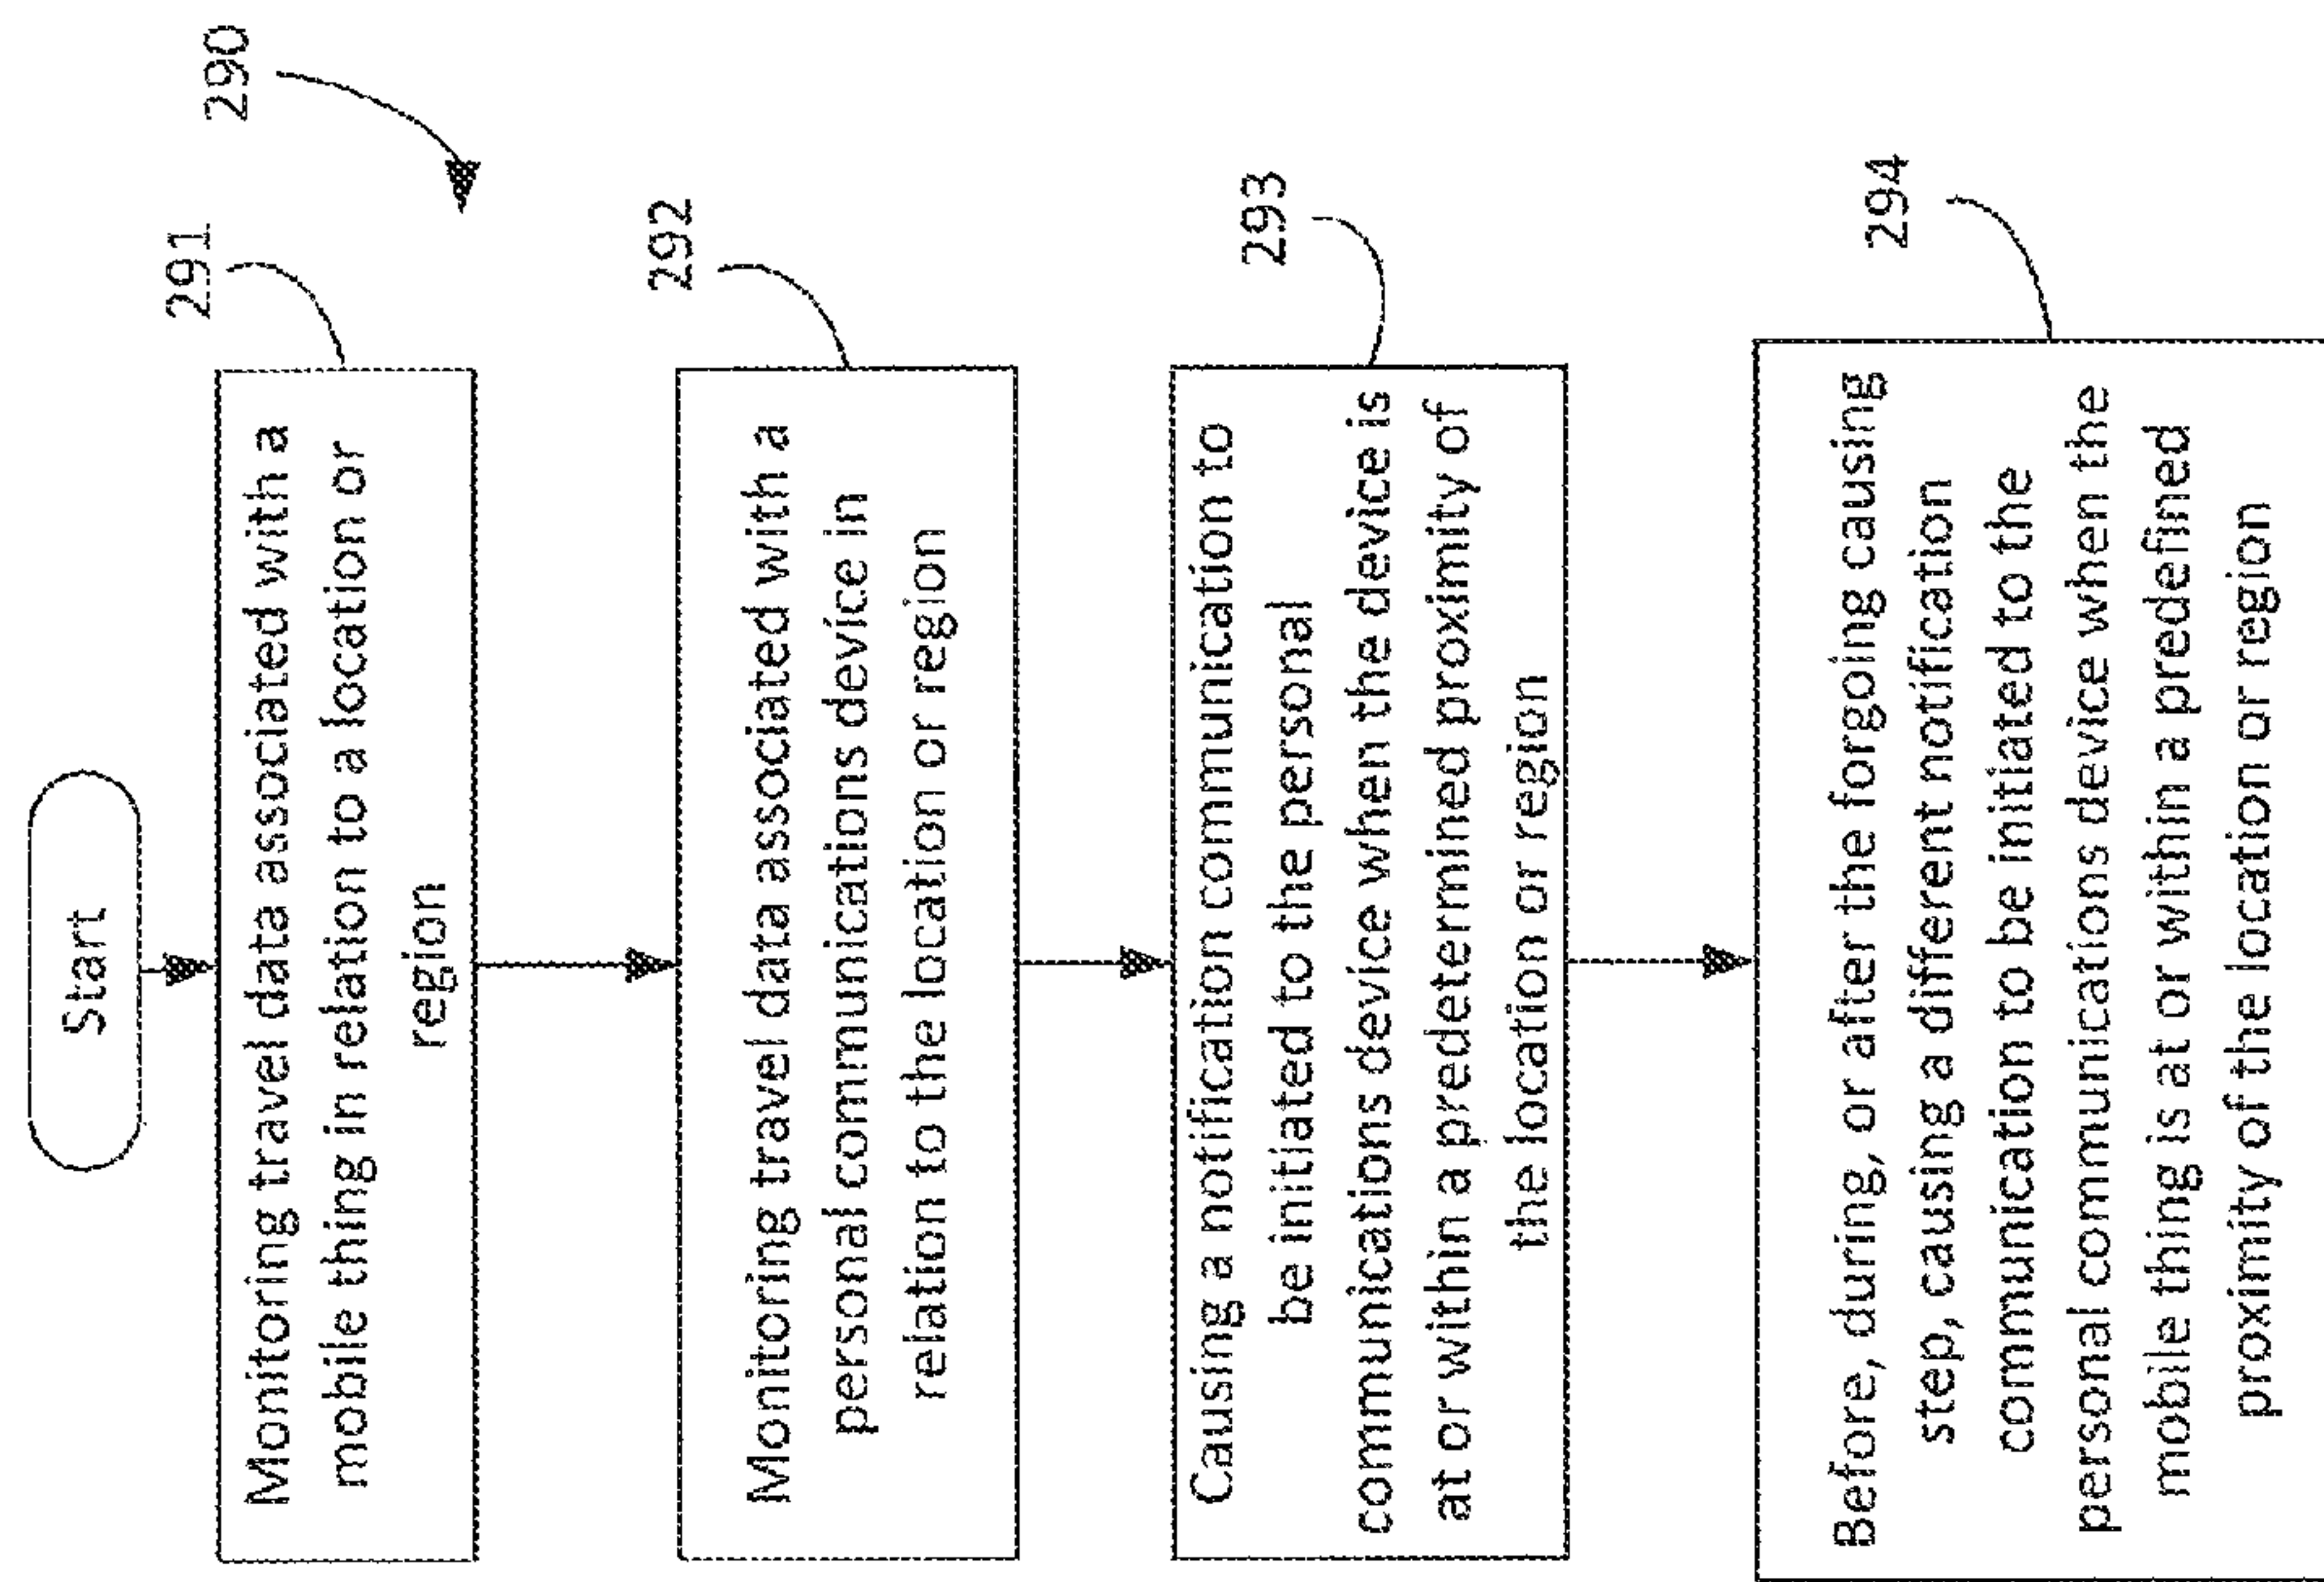 Start
290
291
Monitoring travel data associated with a
mobile thing in relation to a location or
region
292
Monitoring travel data associated with a
personal communications device in
relation to the location or region
293
Causing a notification communication to
be initiated to the personal
communications device when the device is
at or within a predetermined proximity of
the location or region
294
Before, during, or after the forgoing causing
step, causing a different notification
communication to be initiated to the
personal communications device when the
mobile thing is at or within a predefined
proximity of the location or region